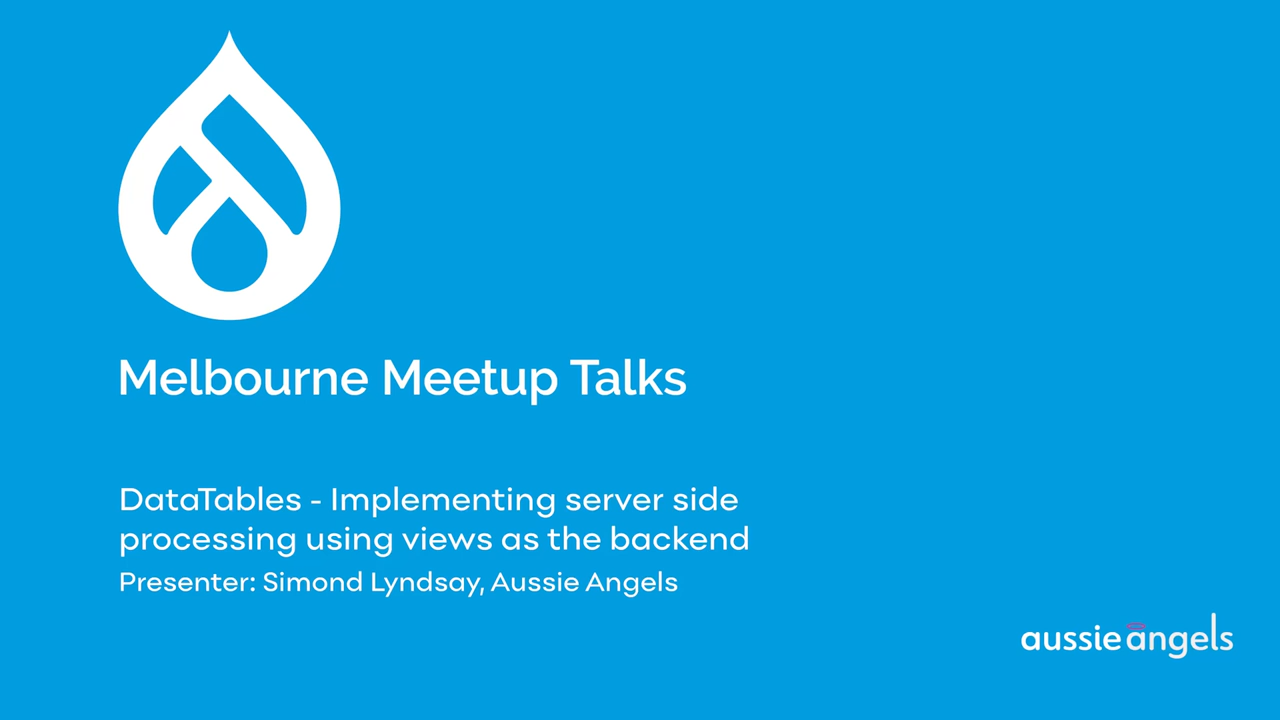 Melbourne Meetup Talks
DataTables - Implementing server side
processing using views as the backend
Presenter: Simond Lyndsay, Aussie Angels
aussie angels